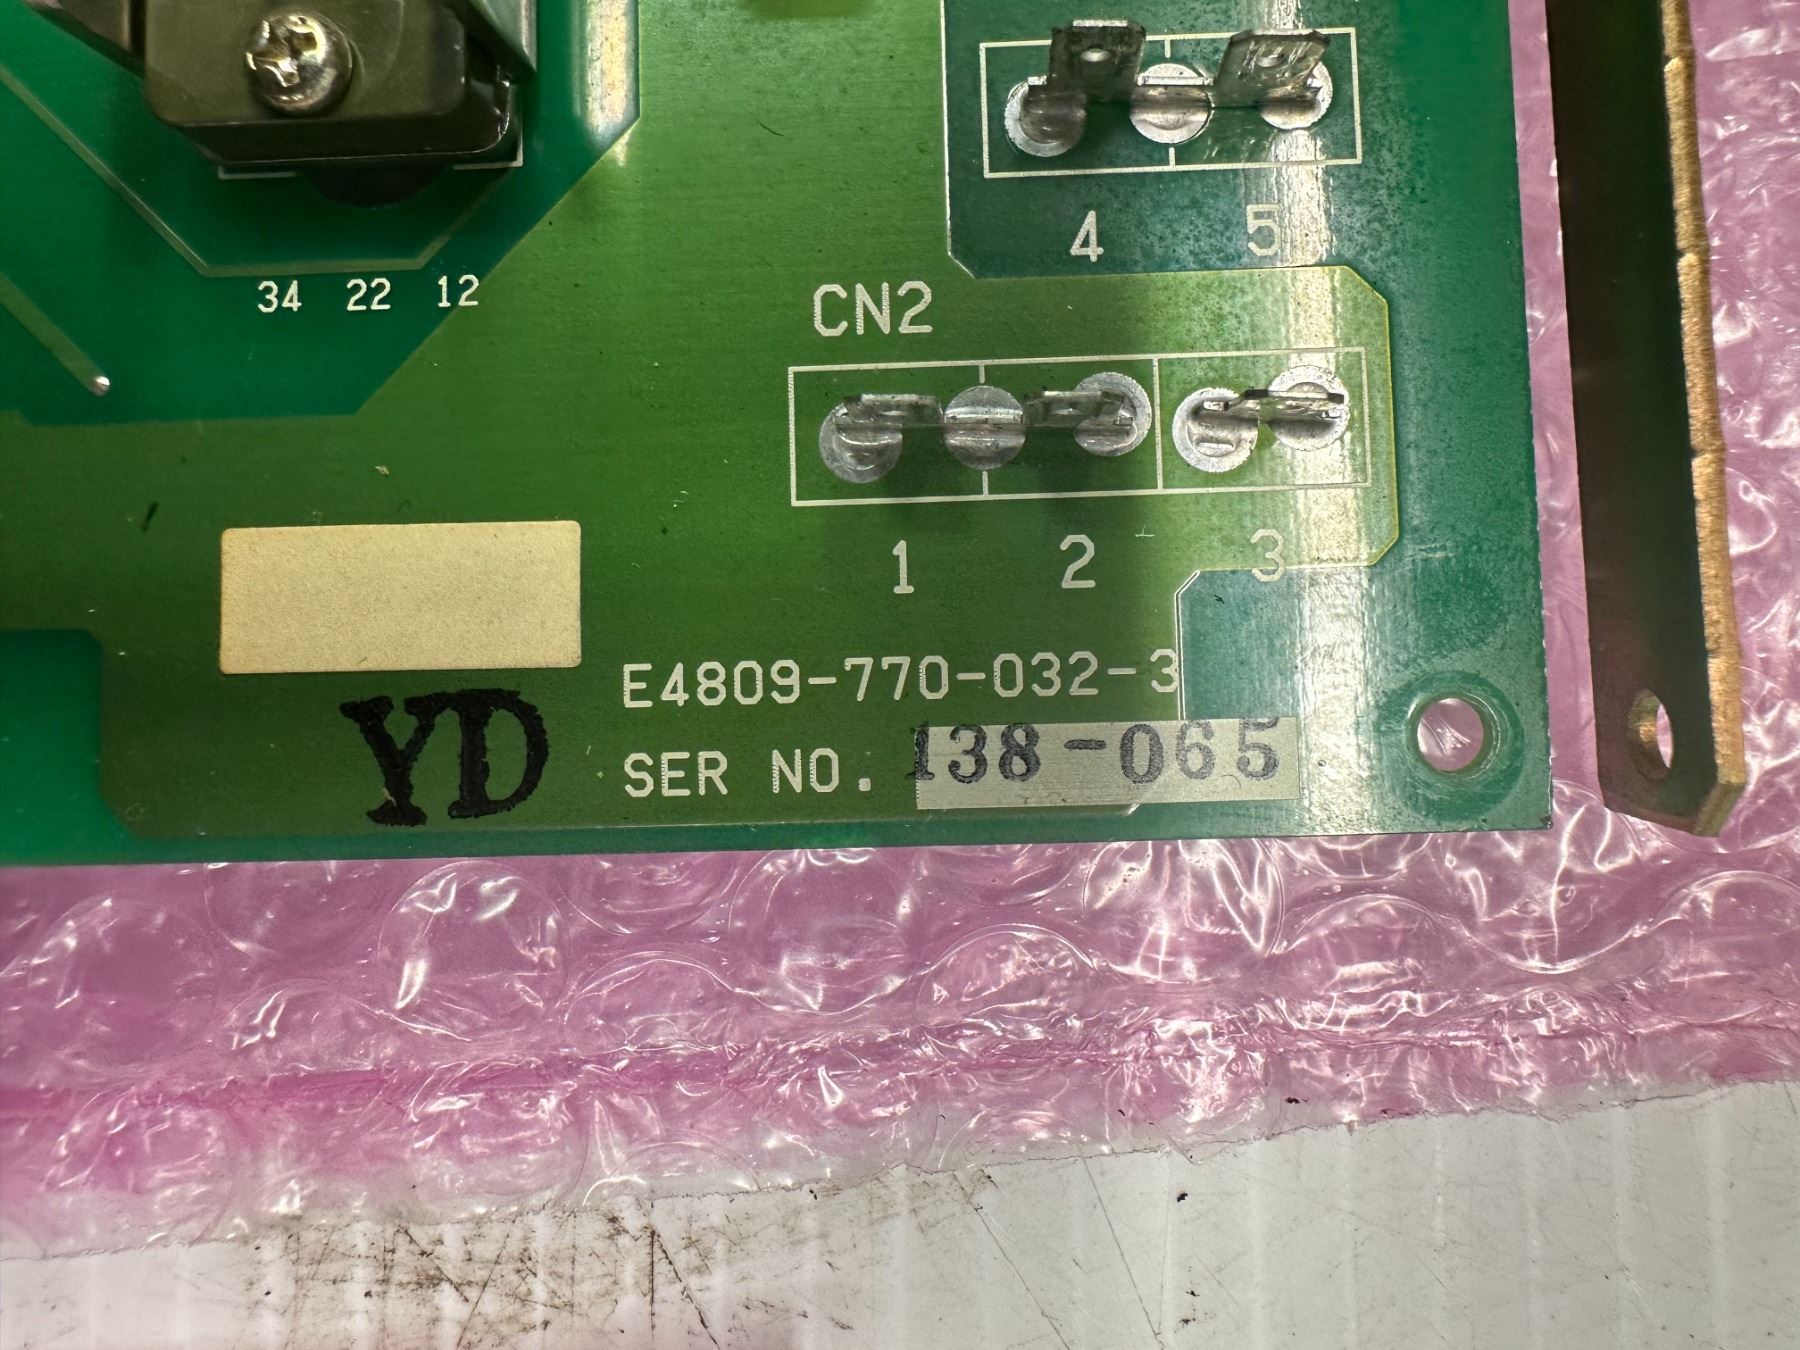 4 5
34 22 12
CN2
1 2 3
E4809-770-032-3
YD
SER NO. 138-065